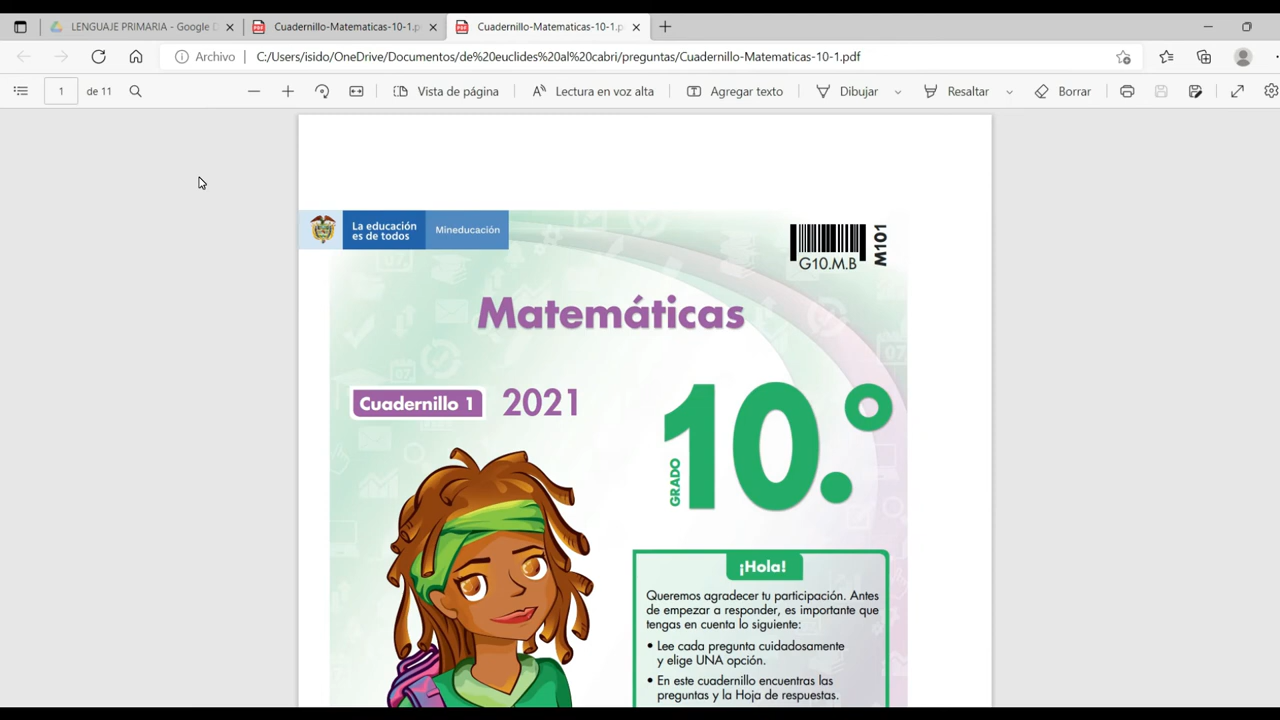 LENGUAJE PRIMARIA - Google D
Cuadernillo-Matematicas-10-1.p
Cuadernillo-Matematicas-10-1.p
Archivo
C:/Users/isido/OneDrive/Documentos/de%20euclides%20al%20cabri/preguntas/Cuadernillo-Matematicas-10-1.pdf
1 de 11
Vista de página
Lectura en voz alta
Agregar texto
Dibujar
Resaltar
Borrar
La educación
es de todos
Mineducación
G10.M.B
M101
Matemáticas
Cuadernillo 1
2021
GRADO
10.°
¡Hola!
Queremos agradecer tu participación. Antes
de empezar a responder, es importante que
tengas en cuenta lo siguiente:
• Lee cada pregunta cuidadosamente
y elige UNA opción.
• En este cuadernillo encuentras las
preguntas y la Hoja de respuestas.